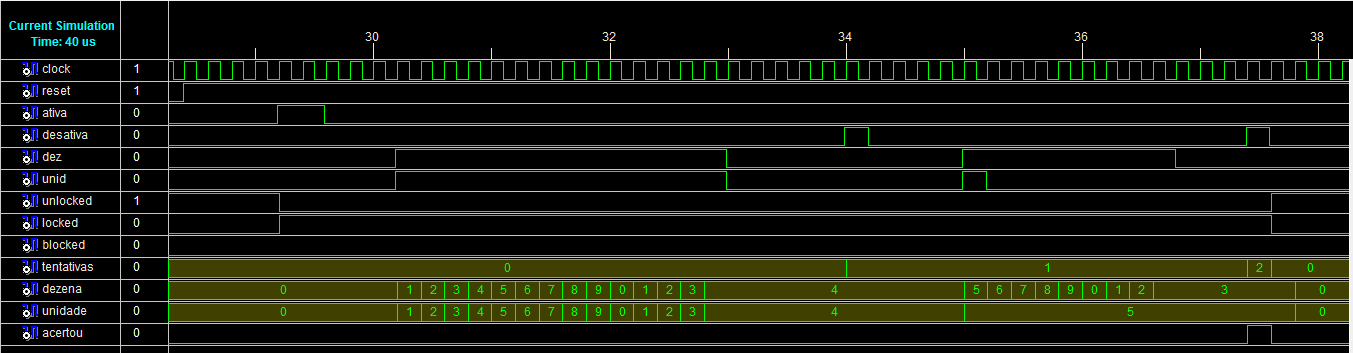 Current Simulation
Time: 40 us
30 32 34 36 38
clock 1
reset 1
ativa 0
desativa 0
dez 0
unid 0
unlocked 1
locked 0
blocked 0
tentativas 0 0 1 2 0
dezena 0 0 1 2 3 4 5 6 7 8 9 0 1 2 3 4 5 6 7 8 9 0 1 2 3 0
unidade 0 0 1 2 3 4 5 6 7 8 9 0 1 2 3 4 5 0
acertou 0